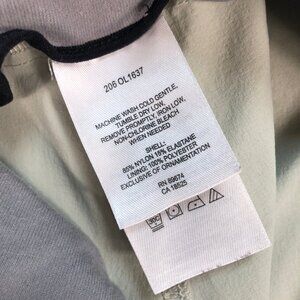 206 OL1637
MACHINE WASH COLD GENTLE,
TUMBLE DRY LOW,
REMOVE PROMPTLY, IRON LOW,
NON-CHLORINE BLEACH
WHEN NEEDED
SHELL:
85% NYLON 15% ELASTANE
LINING: 100% POLYESTER
EXCLUSIVE OF ORNAMENTATION
RN 89674
CA 18525